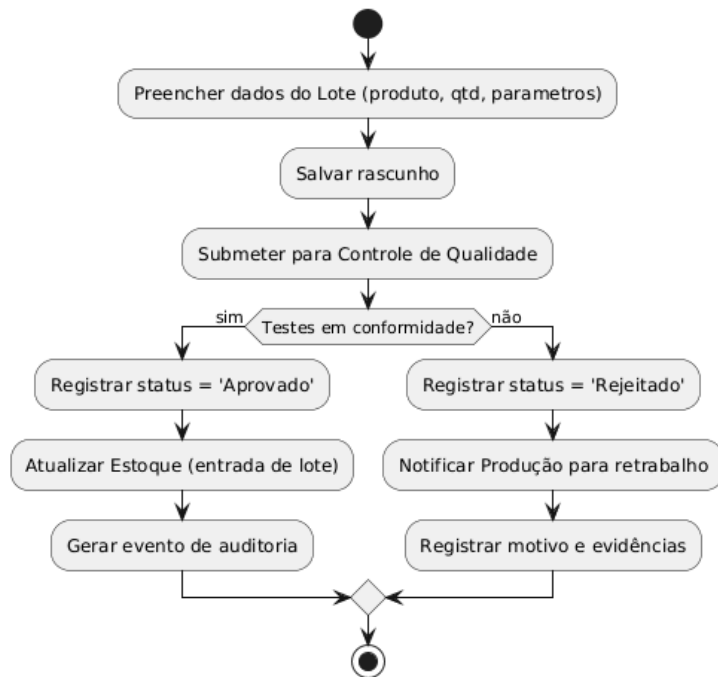 Preencher dados do Lote (produto, qtd, parametros)
Salvar rascunho
Submeter para Controle de Qualidade
sim
Testes em conformidade?
não
Registrar status = 'Aprovado'
Registrar status = 'Rejeitado'
Atualizar Estoque (entrada de lote)
Notificar Produção para retrabalho
Gerar evento de auditoria
Registrar motivo e evidências